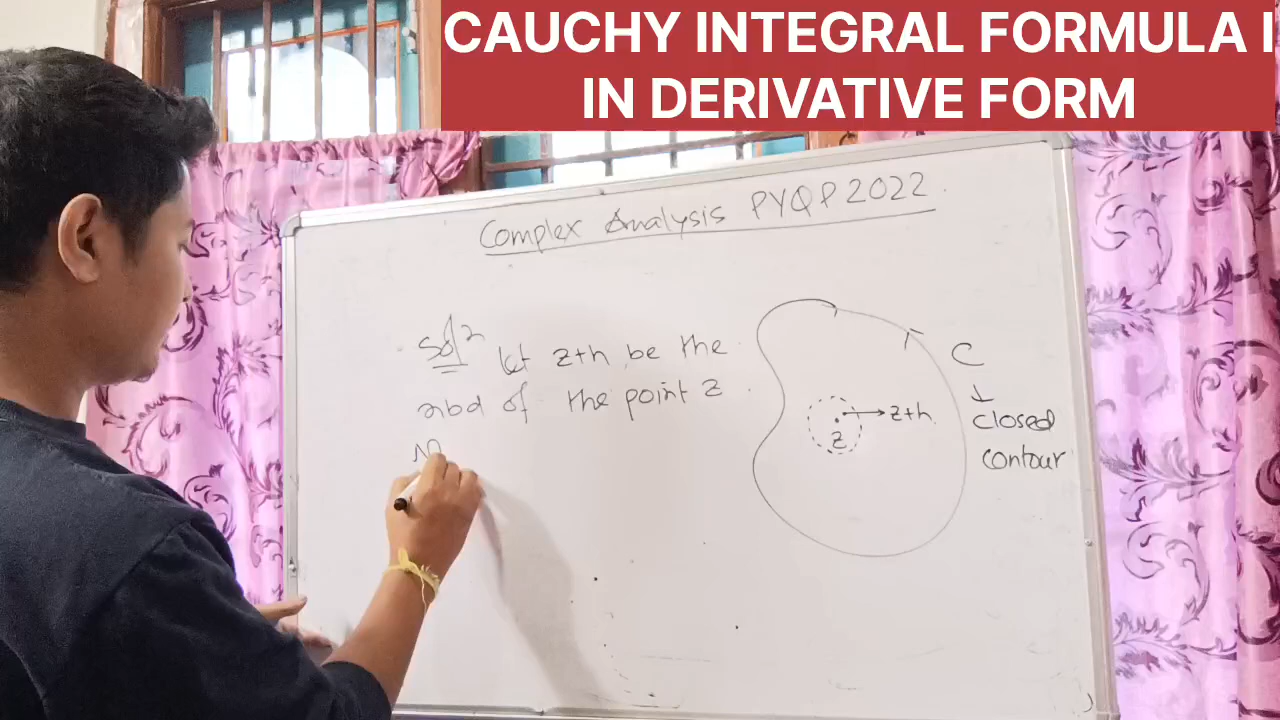 CAUCHY INTEGRAL FORMULA I
IN DERIVATIVE FORM
Complex Analysis PYQP 2022.
Solⁿ let z+h be the
nbd of the point z.
C
↓
closed
contour
z+h
z